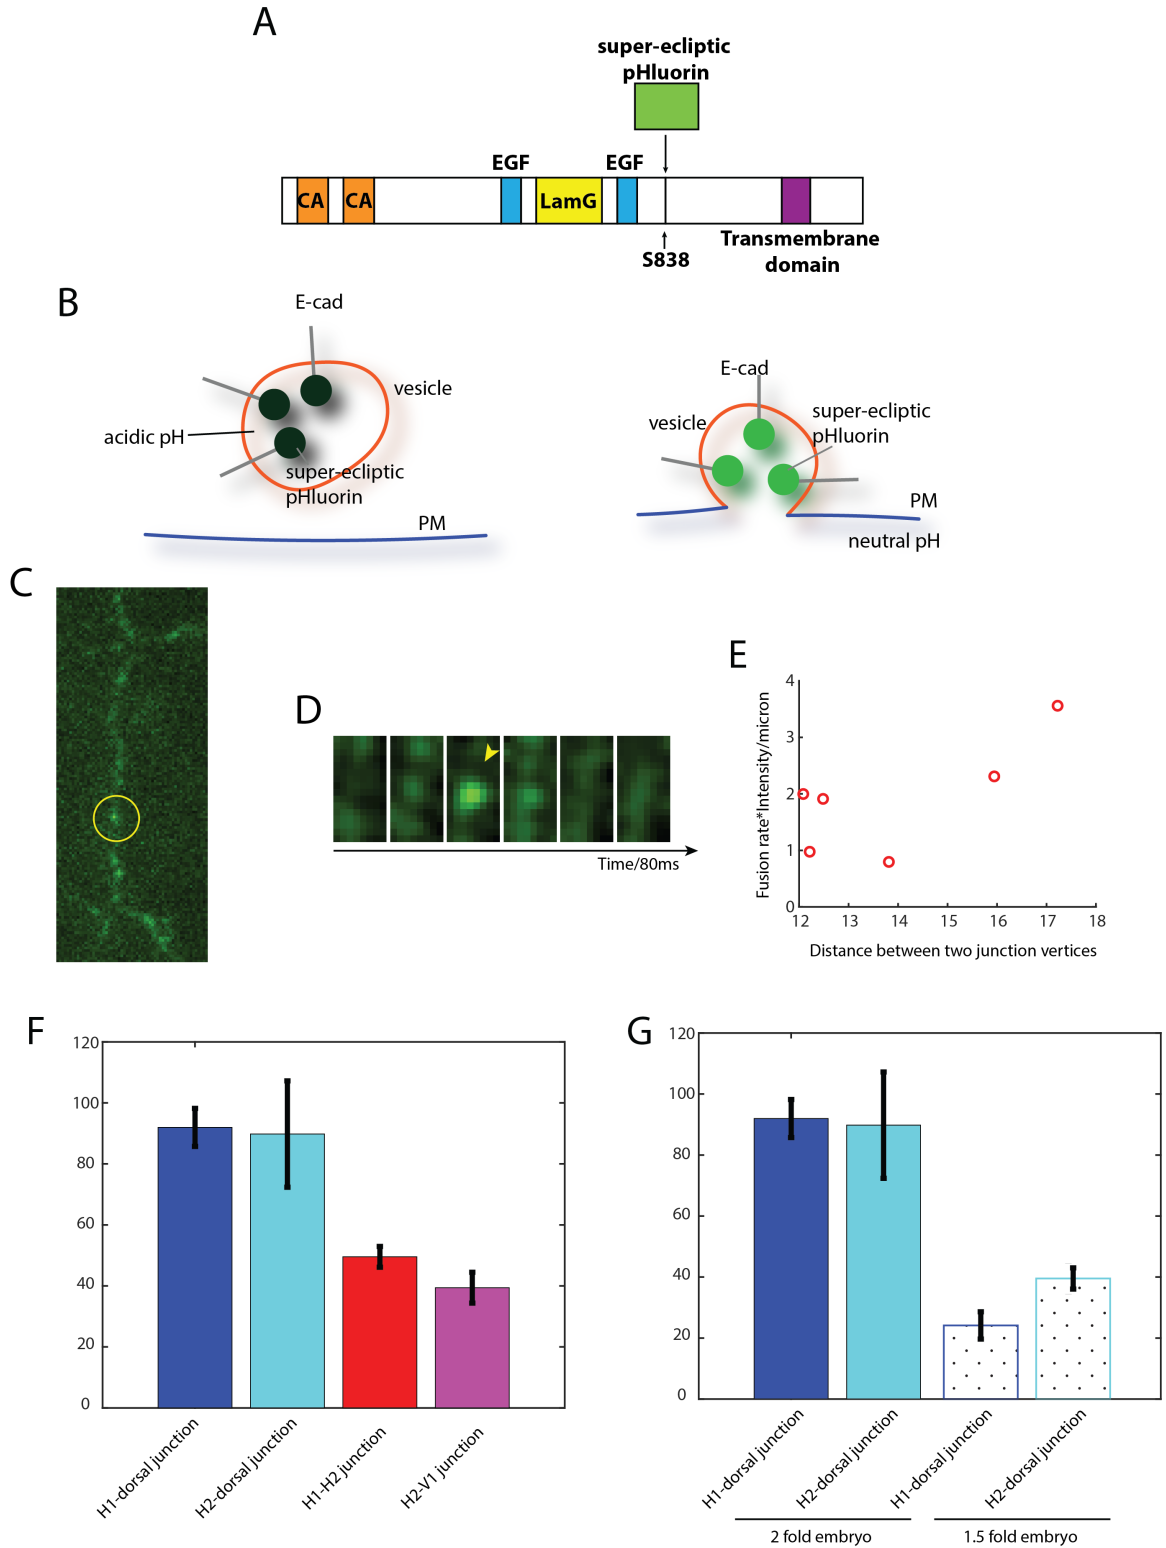 A
super-ecliptic
pHluorin
EGF
EGF
CA
CA
LamG
S838
Transmembrane
domain
B
E-cad
vesicle
acidic pH
super-ecliptic
pHluorin
PM
E-cad
vesicle
super-ecliptic
pHluorin
PM
neutral pH
C
D
Time/80ms
E
Fusion rate*Intensity/micron
4
3
2
1
0
12 13 14 15 16 17 18
Distance between two junction vertices
F
120
100
80
60
40
20
0
H1-dorsal junction
H2-dorsal junction
H1-H2 junction
H2-V1 junction
G
120
100
80
60
40
20
0
H1-dorsal junction
H2-dorsal junction
H1-dorsal junction
H2-dorsal junction
2 fold embryo
1.5 fold embryo